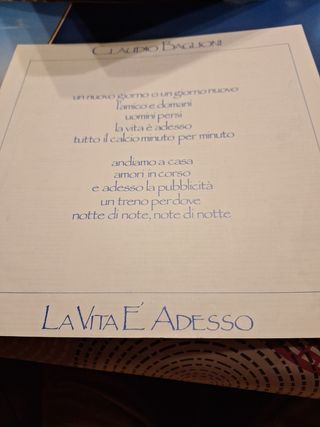 Claudio Baglioni
un nuovo giorno o un giorno nuovo
l'amico e domani
uomini persi
la vita è adesso
tutto il calcio minuto per minuto
andiamo a casa
amori in corso
e adesso la pubblicità
un treno per dove
notte di note, note di notte
La Vita E' Adesso